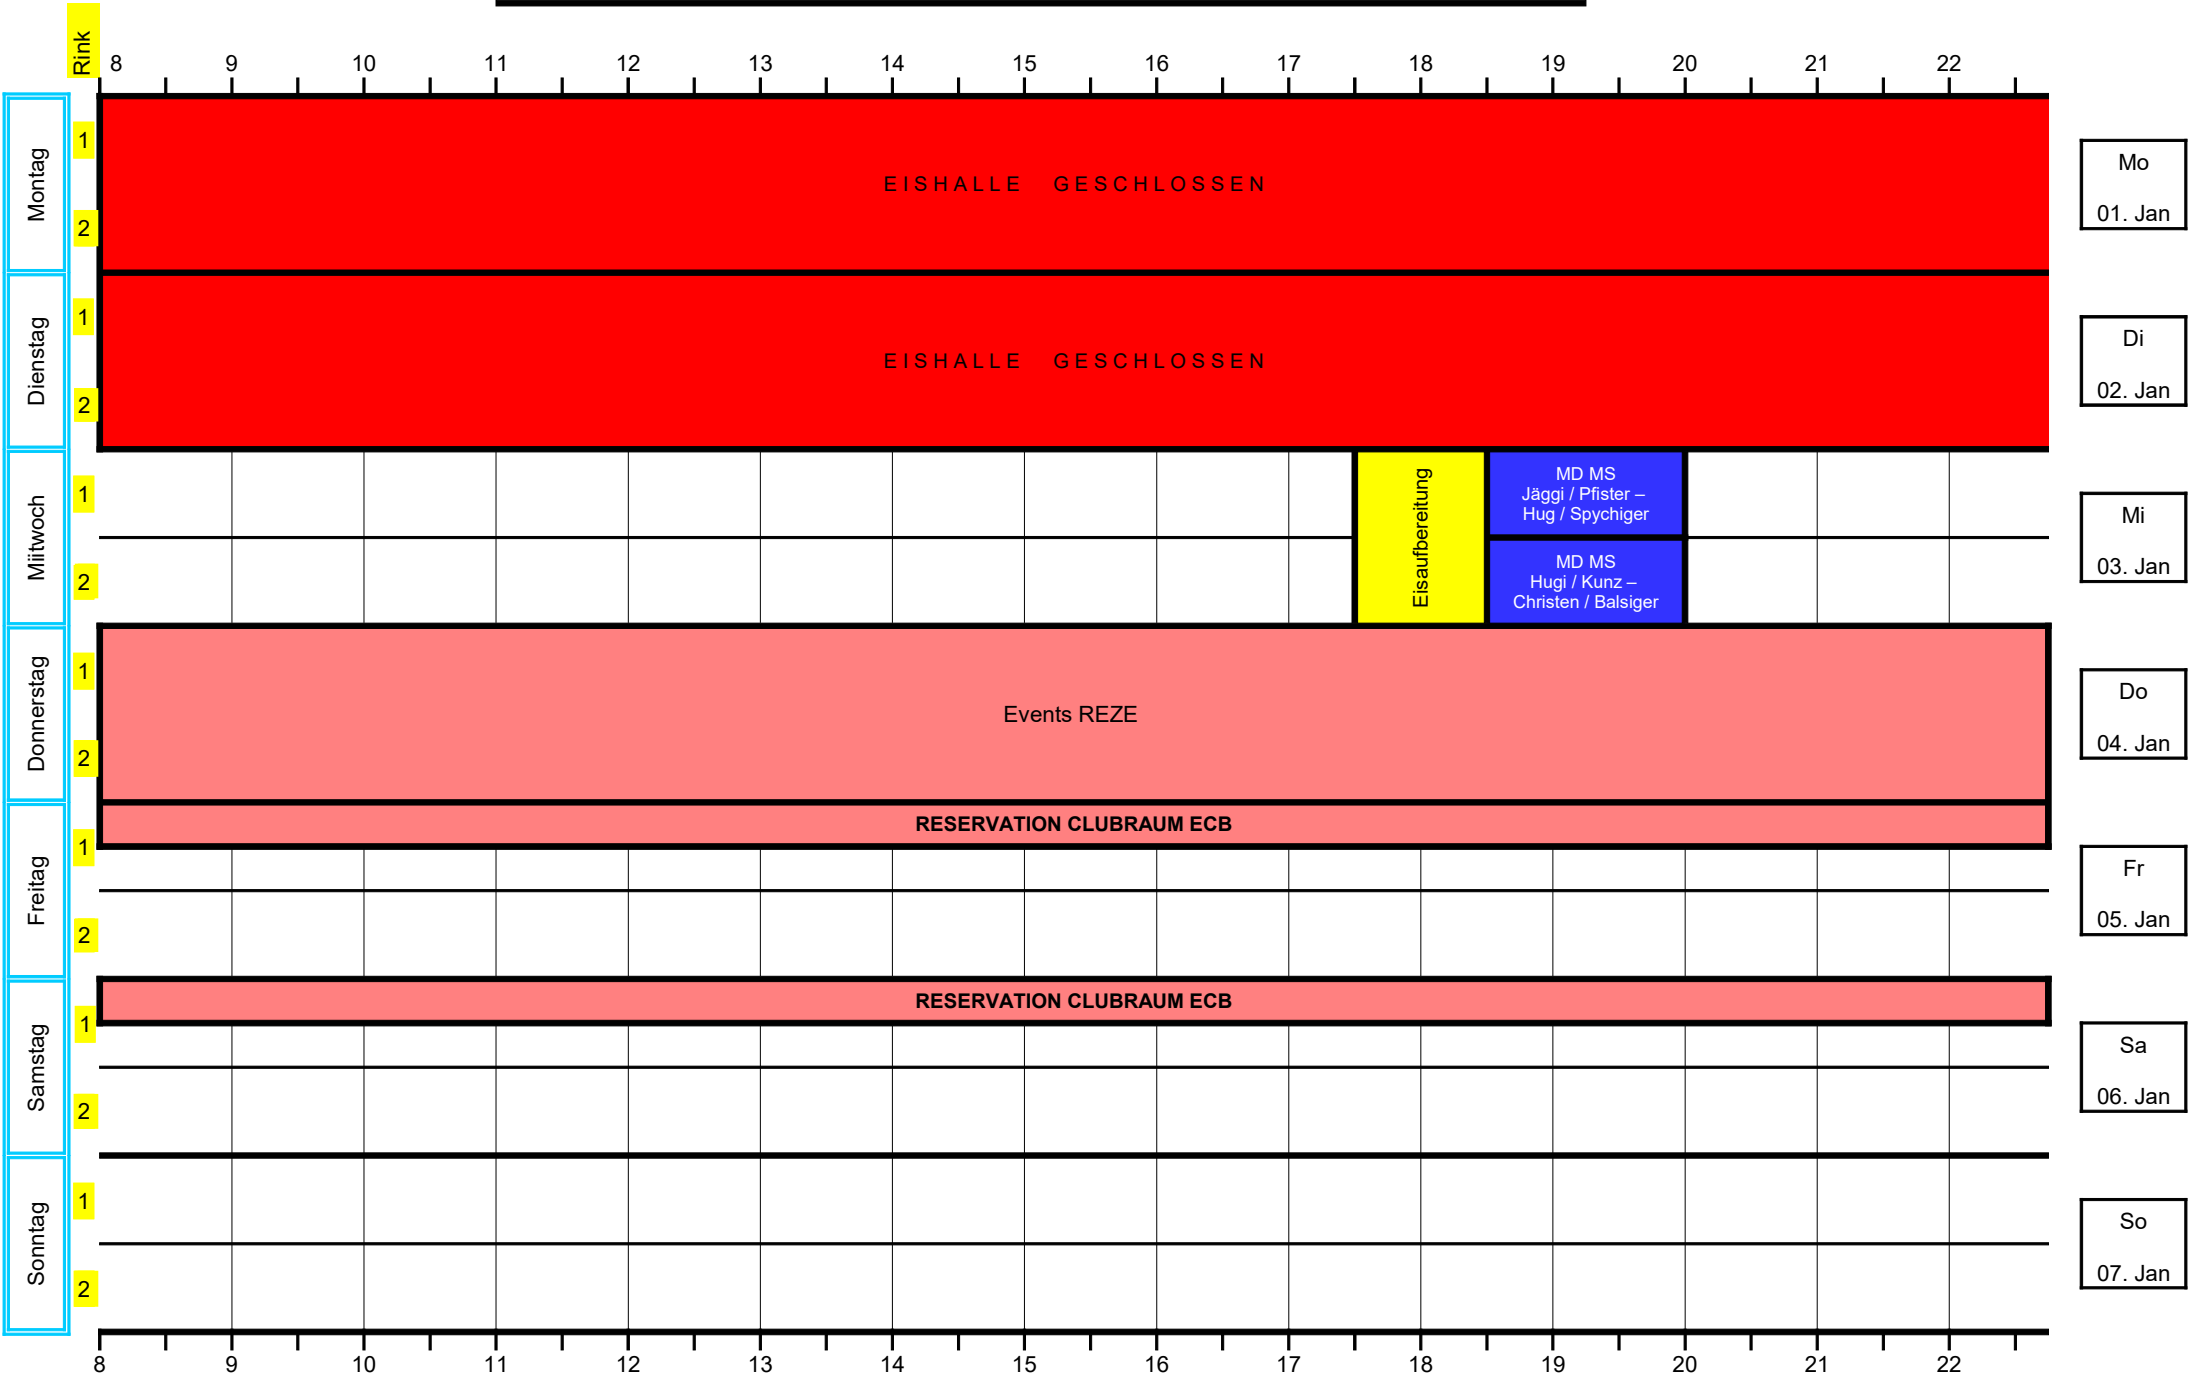 Rink
8 9 10 11 12 13 14 15 16 17 18 19 20 21 22
Montag
1
2
EISHALLE GESCHLOSSEN
Mo
01. Jan
Dienstag
1
2
EISHALLE GESCHLOSSEN
Di
02. Jan
Miitwoch
1
2
Eisaufbereitung
MD MS
Jäggi / Pfister –
Hug / Spychiger
MD MS
Hugi / Kunz –
Christen / Balsiger
Mi
03. Jan
Donnerstag
1
2
Events REZE
Do
04. Jan
Freitag
1
2
RESERVATION CLUBRAUM ECB
Fr
05. Jan
Samstag
1
2
RESERVATION CLUBRAUM ECB
Sa
06. Jan
Sonntag
1
2
So
07. Jan
8 9 10 11 12 13 14 15 16 17 18 19 20 21 22